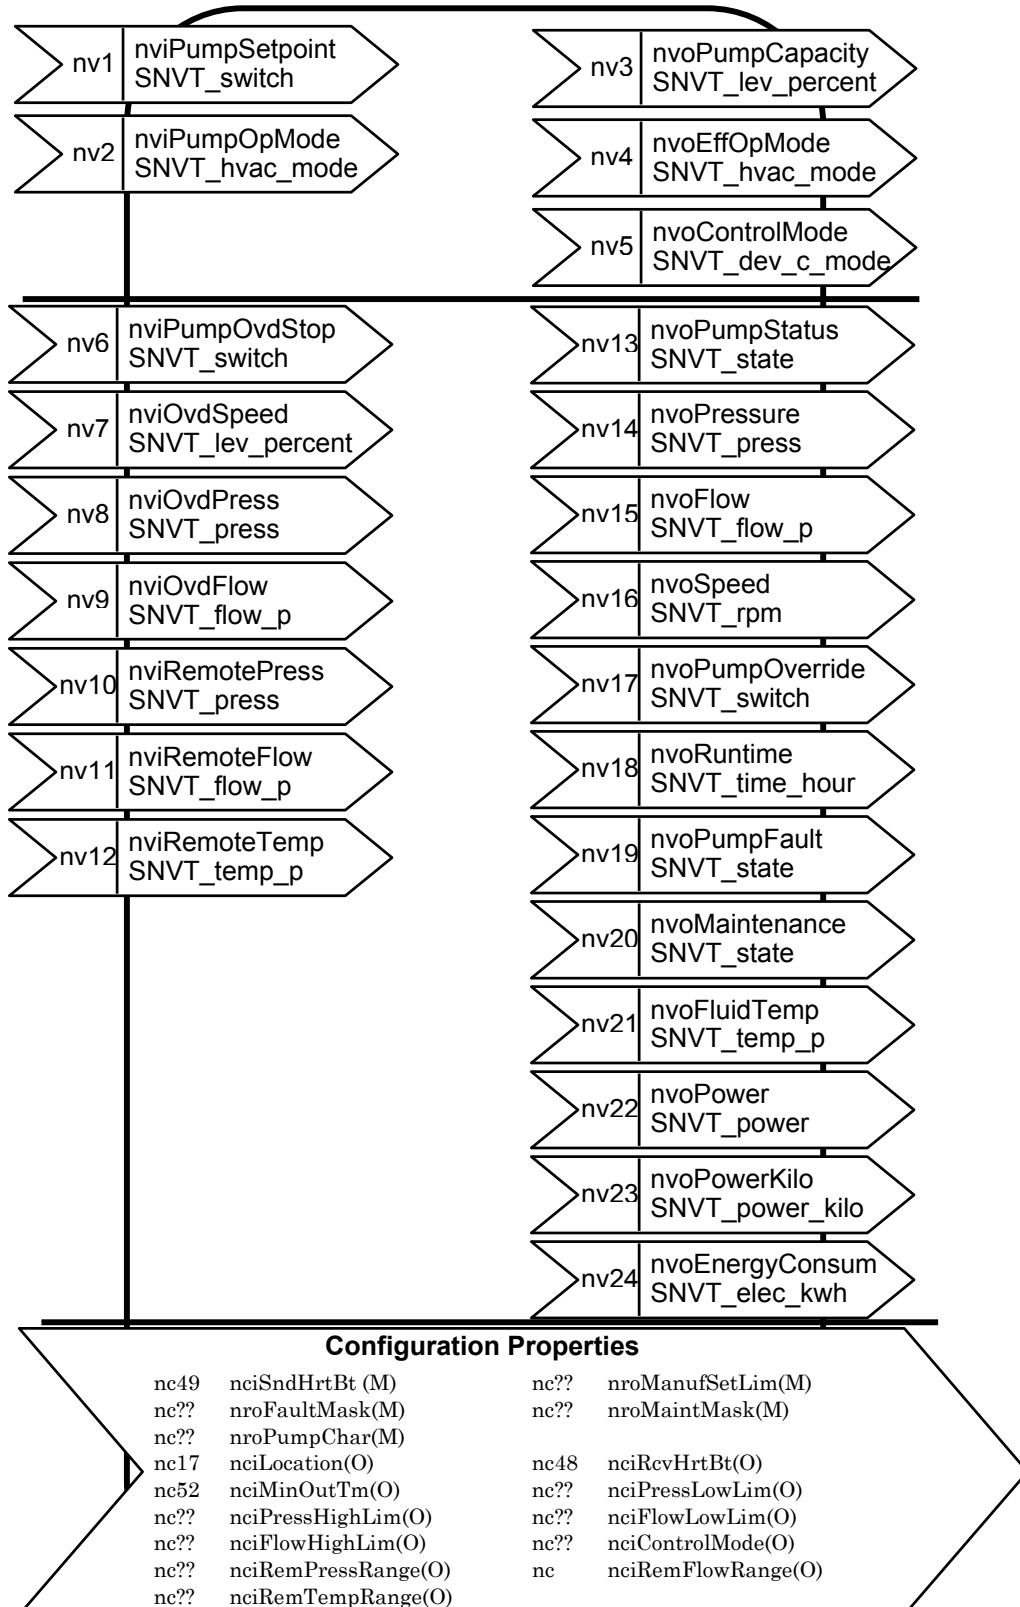 nv1 nviPumpSetpoint
SNVT_switch
nv2 nviPumpOpMode
SNVT_hvac_mode
nv3 nvoPumpCapacity
SNVT_lev_percent
nv4 nvoEffOpMode
SNVT_hvac_mode
nv5 nvoControlMode
SNVT_dev_c_mode
nv6 nviPumpOvdStop
SNVT_switch
nv7 nviOvdSpeed
SNVT_lev_percent
nv8 nviOvdPress
SNVT_press
nv9 nviOvdFlow
SNVT_flow_p
nv10 nviRemotePress
SNVT_press
nv11 nviRemoteFlow
SNVT_flow_p
nv12 nviRemoteTemp
SNVT_temp_p
nv13 nvoPumpStatus
SNVT_state
nv14 nvoPressure
SNVT_press
nv15 nvoFlow
SNVT_flow_p
nv16 nvoSpeed
SNVT_rpm
nv17 nvoPumpOverride
SNVT_switch
nv18 nvoRuntime
SNVT_time_hour
nv19 nvoPumpFault
SNVT_state
nv20 nvoMaintenance
SNVT_state
nv21 nvoFluidTemp
SNVT_temp_p
nv22 nvoPower
SNVT_power
nv23 nvoPowerKilo
SNVT_power_kilo
nv24 nvoEnergyConsum
SNVT_elec_kwh
Configuration Properties
nc49 nciSndHrtBt (M) nc?? nroManufSetLim(M)
nc?? nroFaultMask(M) nc?? nroMaintMask(M)
nc?? nroPumpChar(M)
nc17 nciLocation(O) nc48 nciRcvHrtBt(O)
nc52 nciMinOutTm(O) nc?? nciPressLowLim(O)
nc?? nciPressHighLim(O) nc?? nciFlowLowLim(O)
nc?? nciFlowHighLim(O) nc?? nciControlMode(O)
nc?? nciRemPressRange(O) nc nciRemFlowRange(O)
nc?? nciRemTempRange(O)